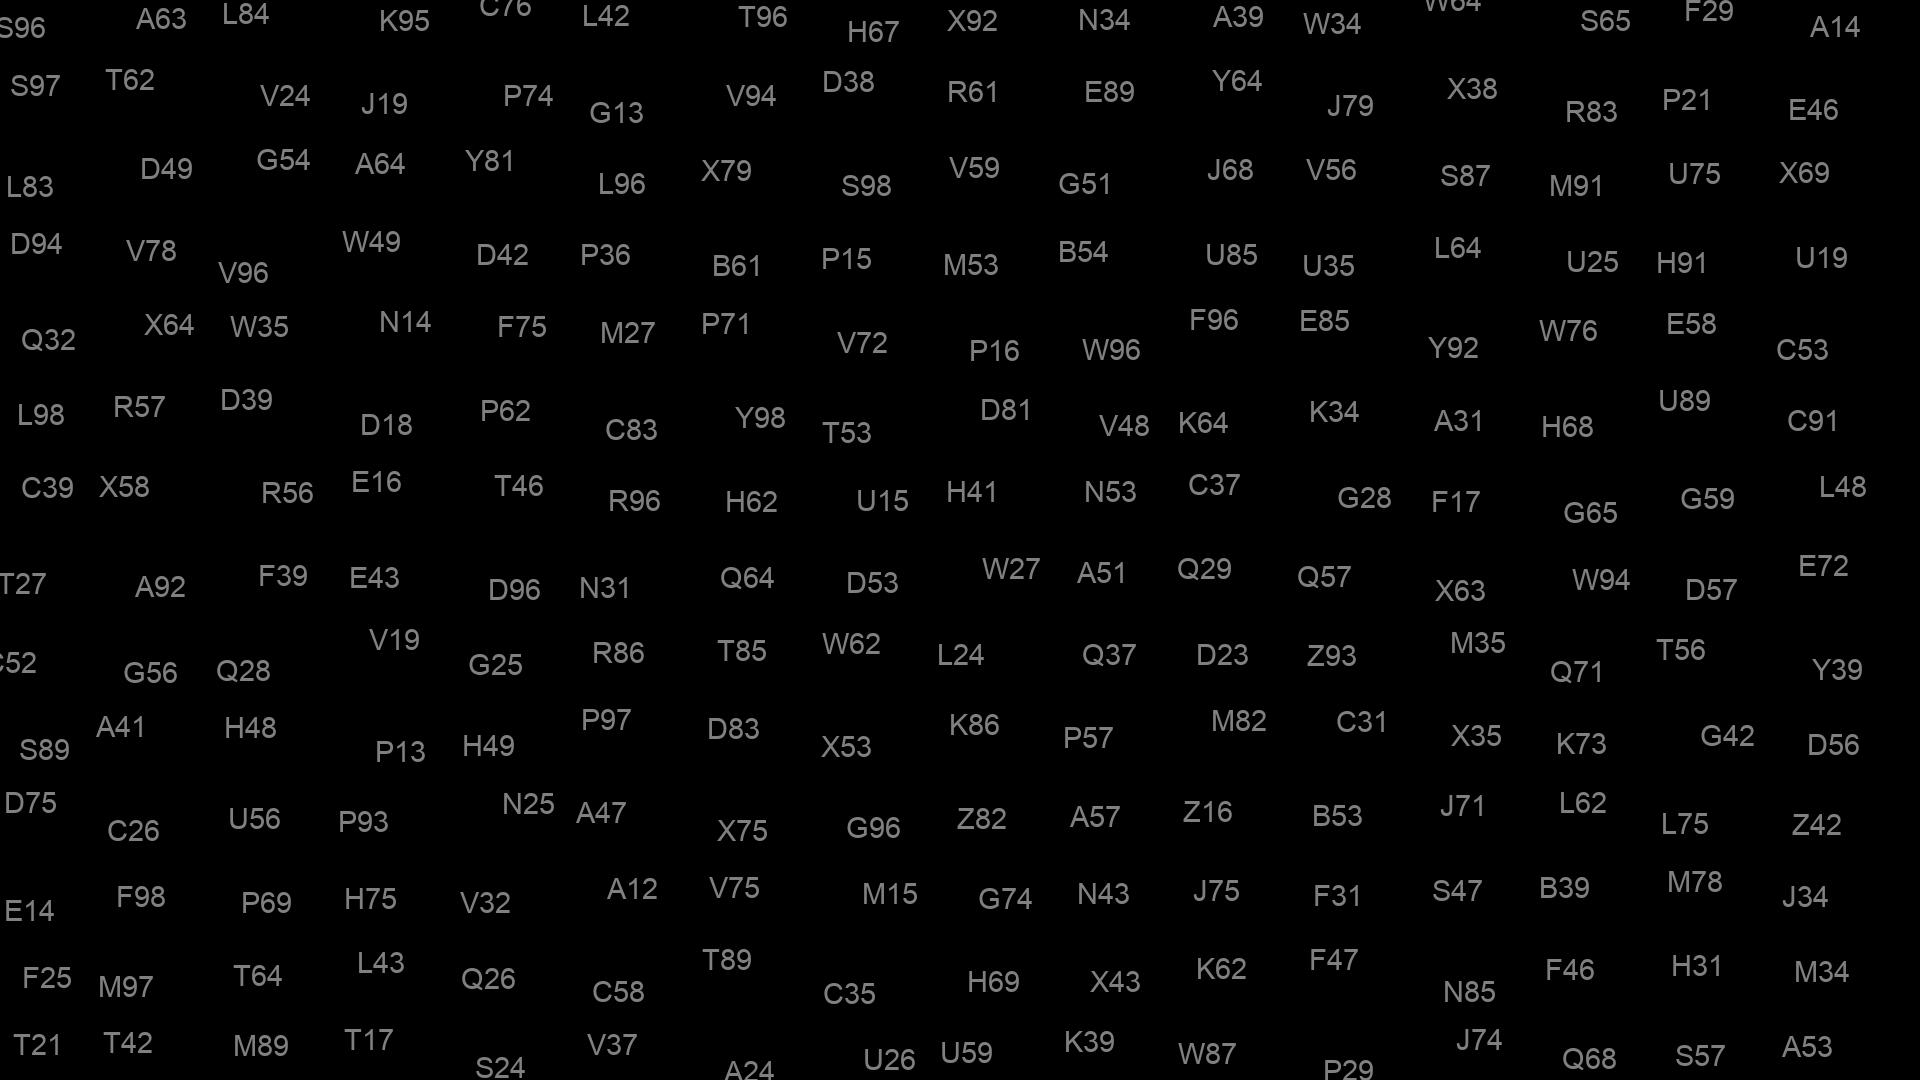 S96 A63 L84 K95 C76 L42 T96 H67 X92 N34 A39 W34 W64 S65 F29 A14
S97 T62 V24 J19 P74 G13 V94 D38 R61 E89 Y64 J79 X38 R83 P21 E46
L83 D49 G54 A64 Y81 L96 X79 S98 V59 G51 J68 V56 S87 M91 U75 X69
D94 V78 V96 W49 D42 P36 B61 P15 M53 B54 U85 U35 L64 U25 H91 U19
Q32 X64 W35 N14 F75 M27 P71 V72 P16 W96 F96 E85 Y92 W76 E58 C53
L98 R57 D39 D18 P62 C83 Y98 T53 D81 V48 K64 K34 A31 H68 U89 C91
C39 X58 R56 E16 T46 R96 H62 U15 H41 N53 C37 G28 F17 G65 G59 L48
T27 A92 F39 E43 D96 N31 Q64 D53 W27 A51 Q29 Q57 X63 W94 D57 E72
G56 Q28 V19 G25 R86 T85 W62 L24 Q37 D23 Z93 M35 Q71 T56 Y39
S89 A41 H48 P13 H49 P97 D83 X53 K86 P57 M82 C31 X35 K73 G42 D56
D75 C26 U56 P93 N25 A47 X75 G96 Z82 A57 Z16 B53 J71 L62 L75 Z42
E14 F98 P69 H75 V32 A12 V75 M15 G74 N43 J75 F31 S47 B39 M78 J34
F25 M97 T64 L43 Q26 C58 T89 C35 H69 X43 K62 F47 N85 F46 H31 M34
T21 T42 M89 T17 S24 V37 A24 U26 U59 K39 W87 P29 J74 Q68 S57 A53